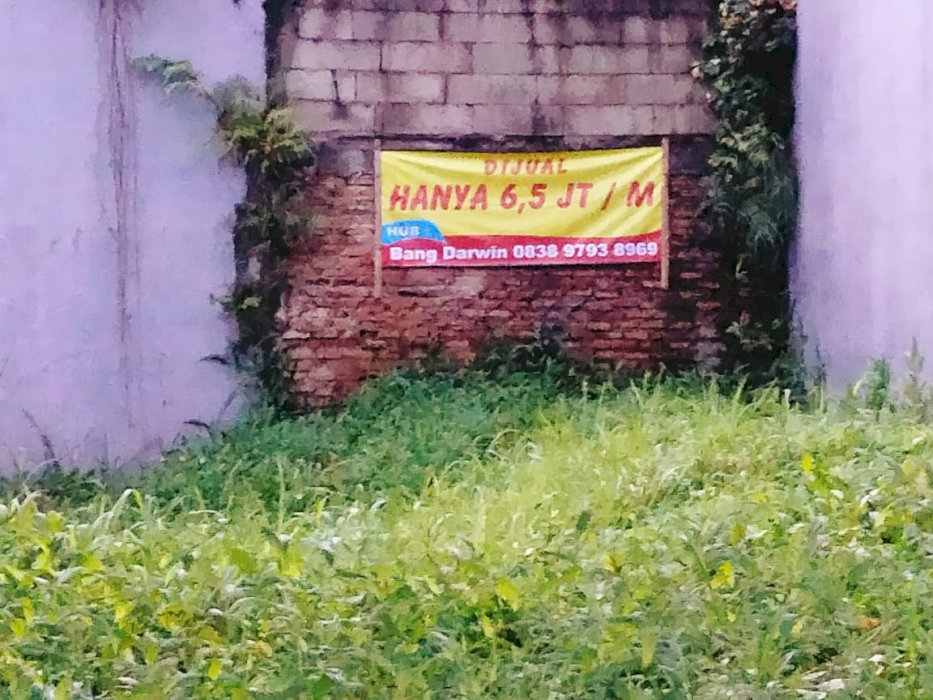 DIJUAL
HANYA 6,5 JT / M
HUB
Bang Darwin 0838 9793 8969